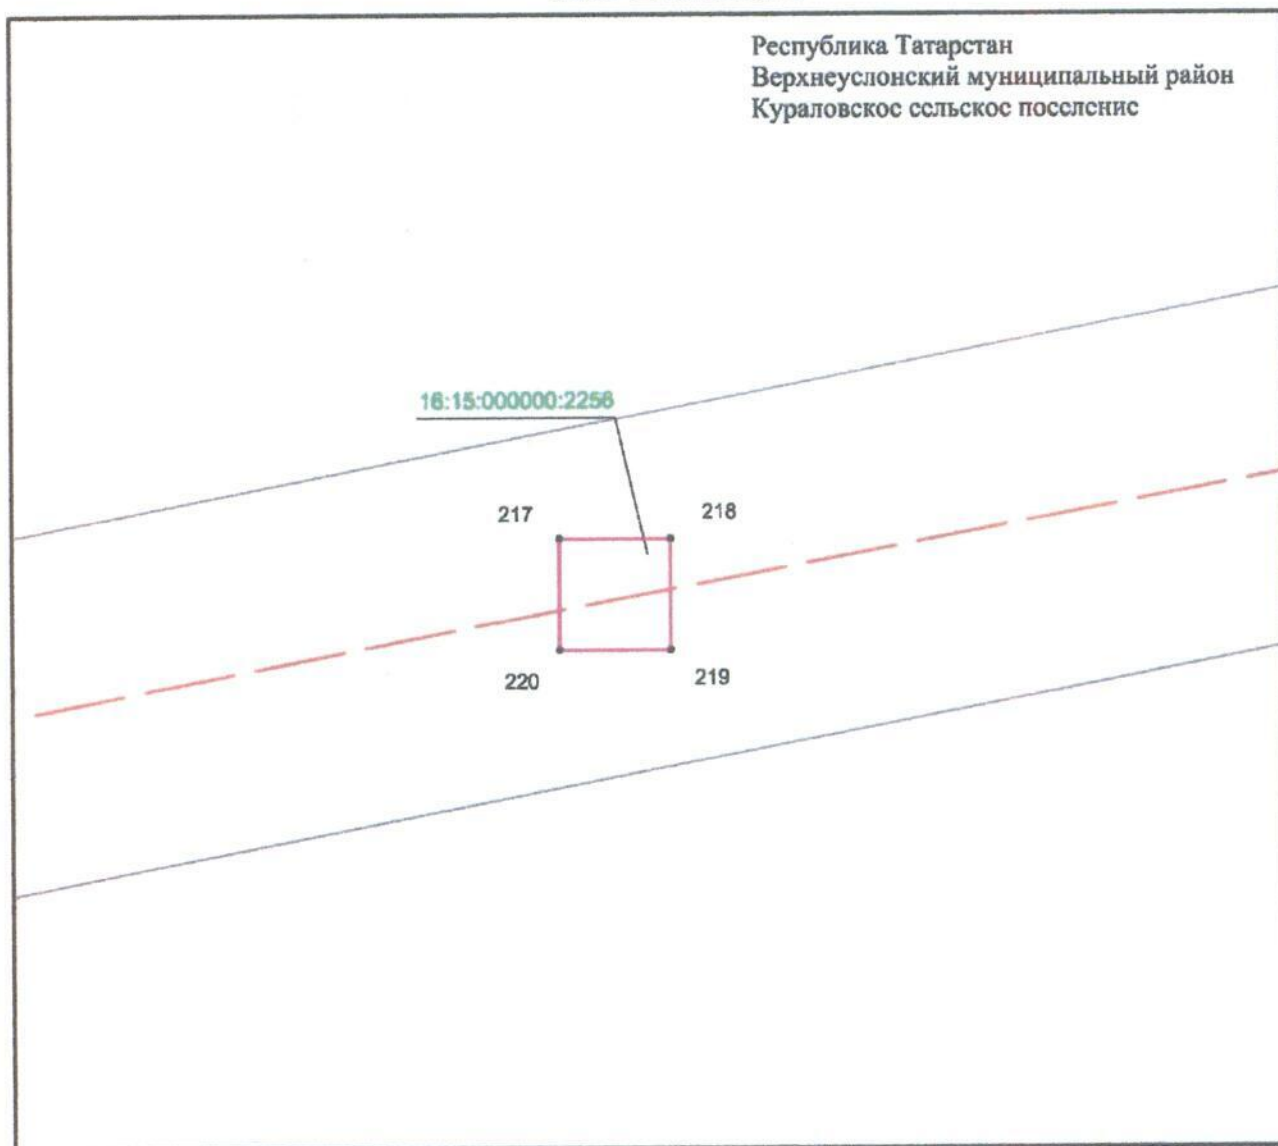 Республика Татарстан
Верхнеуслонский муниципальный район
Кураловское сельское поселение
16:15:000000:2256
217
218
220
219